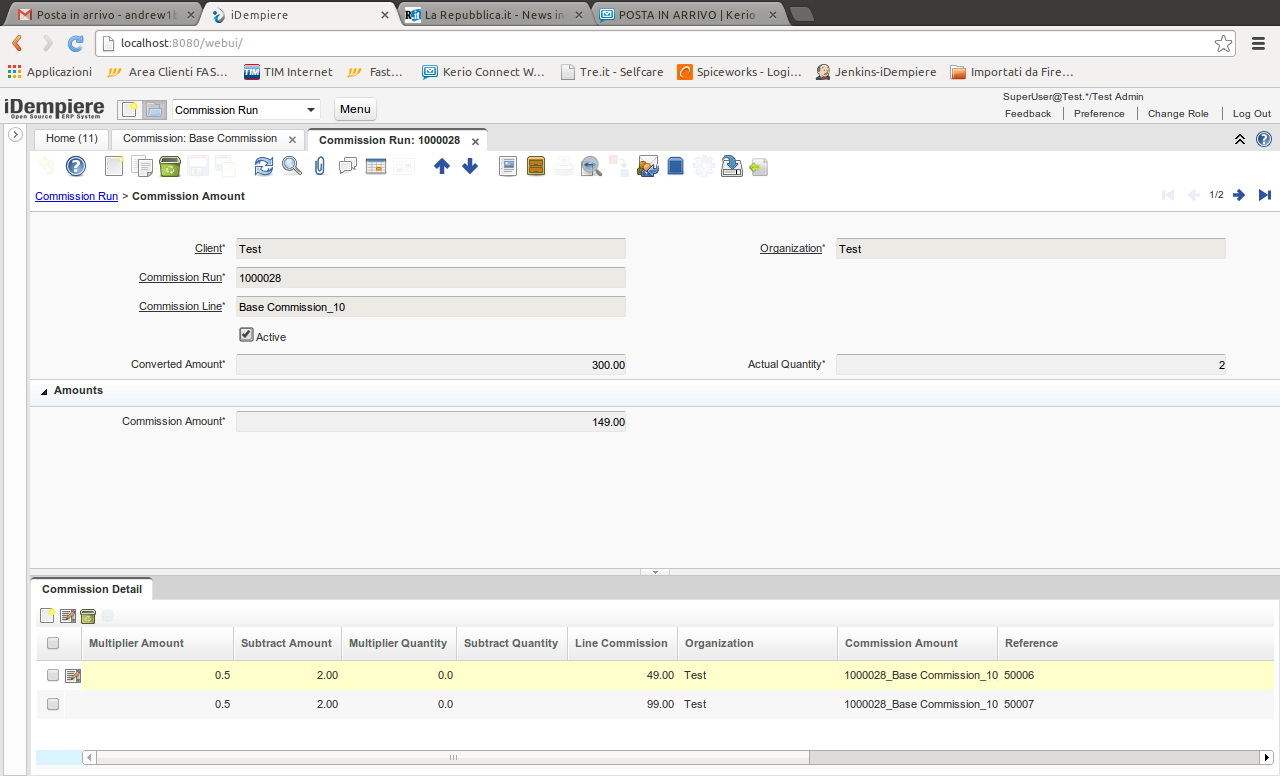 Posta in arrivo - andrew1b
iDempiere
La Repubblica.it - News in
POSTA IN ARRIVO | Kerio
localhost:8080/webui/
Applicazioni Area Clienti FAS... TIM Internet Fast... Kerio Connect W... Tre.it - Selfcare Spiceworks - Logi... Jenkins-iDempiere Importati da Fire...
iDempiere
Open Source ERP System
Commission Run
Menu
SuperUser@Test.*/Test Admin
Feedback Preference Change Role Log Out
Home (11) Commission: Base Commission Commission Run: 1000028
Commission Run > Commission Amount
1/2
Client* Test Organization* Test
Commission Run* 1000028
Commission Line* Base Commission_10
Active
Converted Amount* 300.00 Actual Quantity* 2
Amounts
Commission Amount* 149.00
Commission Detail
Multiplier Amount Subtract Amount Multiplier Quantity Subtract Quantity Line Commission Organization Commission Amount Reference
0.5 2.00 0.0 49.00 Test 1000028_Base Commission_10 50006
0.5 2.00 0.0 99.00 Test 1000028_Base Commission_10 50007